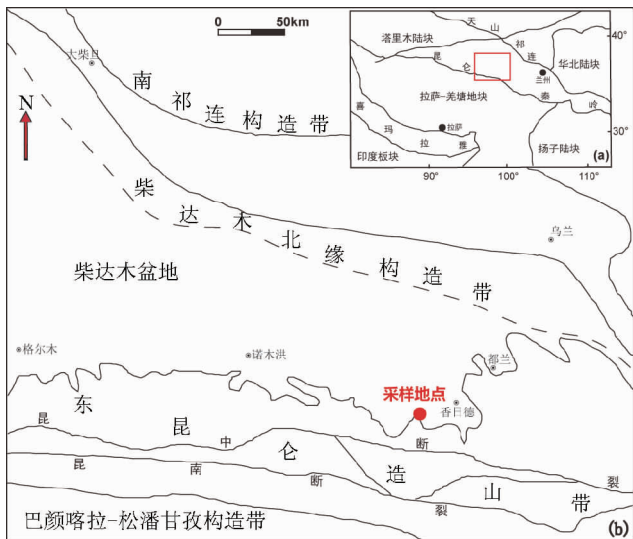 0 50km
大柴旦
N
南祁连构造带
天山
塔里木陆块
祁连
昆仑
华北陆块
兰州
拉萨-羌塘地块
秦岭
喜马拉雅
拉萨
印度板块
扬子陆块
(a)
40°
30°
90°
100°
110°
柴达木北缘构造带
乌兰
柴达木盆地
格尔木
诺木洪
都兰
采样地点
香日德
东昆仑造山带
昆中断裂
昆南断裂
巴颜喀拉-松潘甘孜构造带
(b)